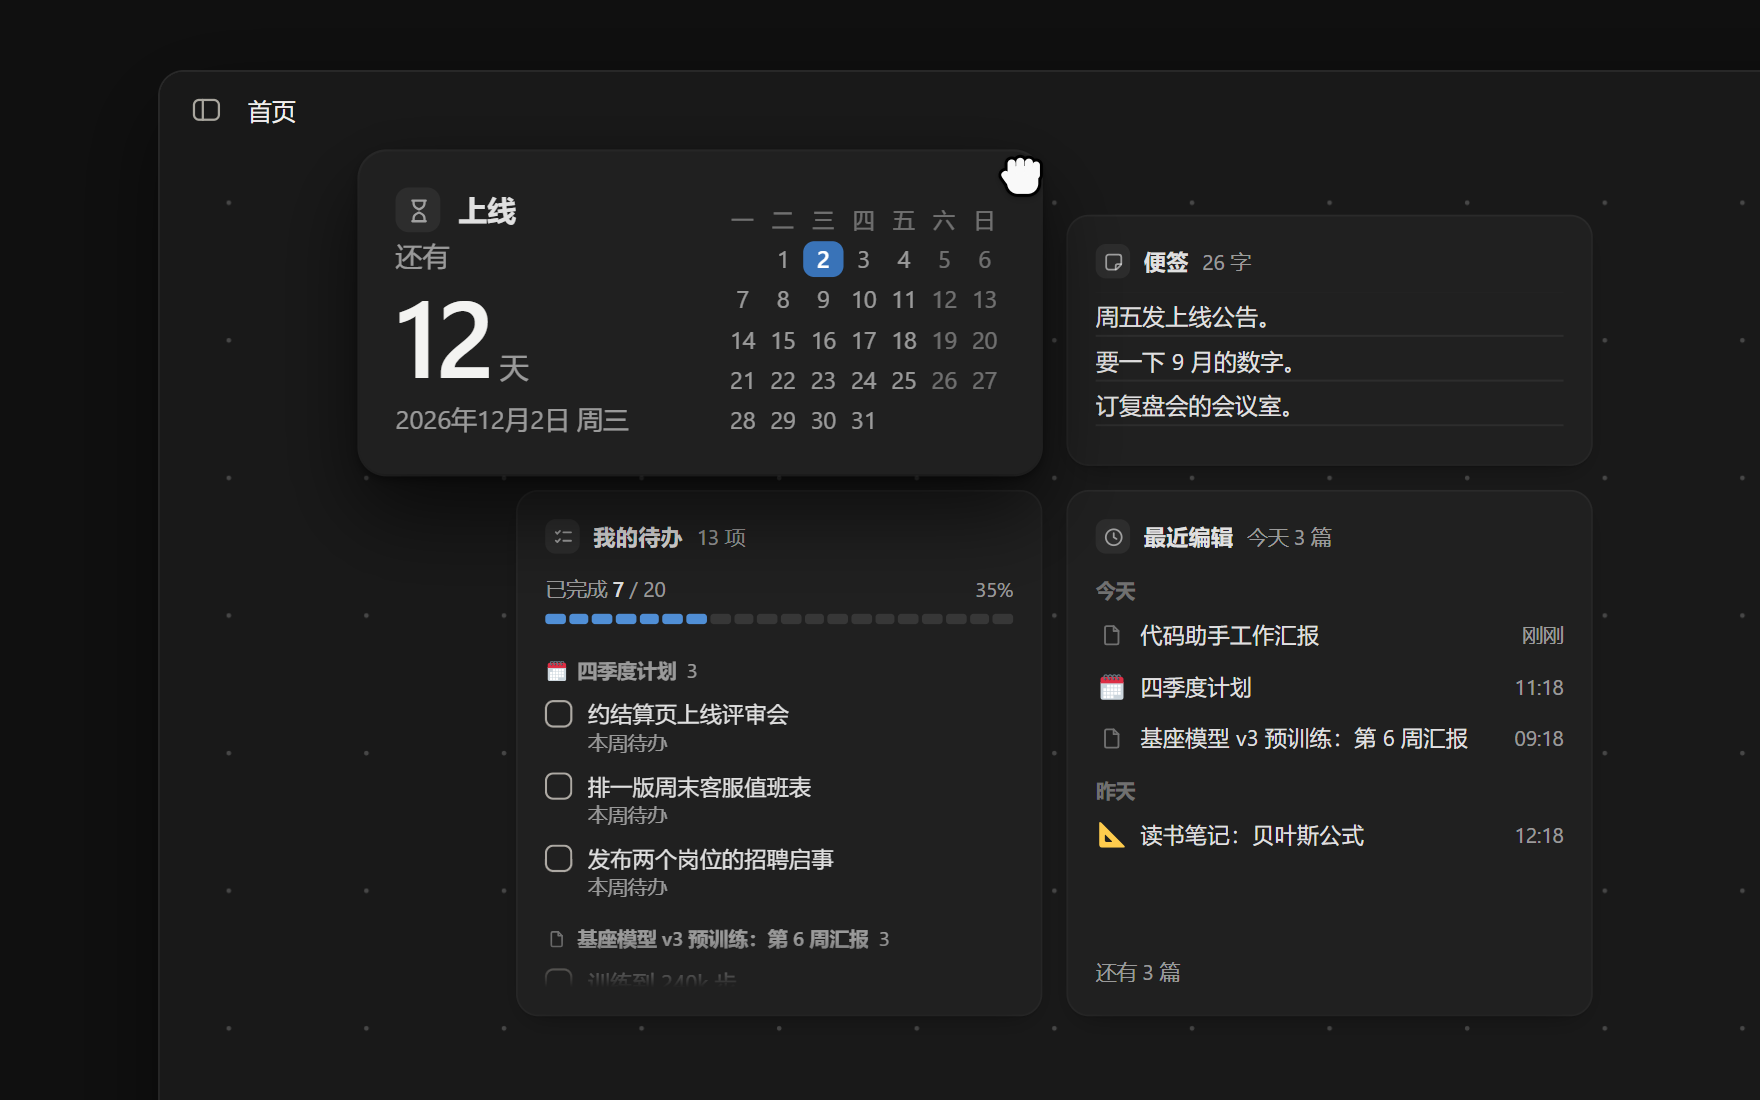 首页
上线
还有
12 天
2026年12月2日 周三
一 二 三 四 五 六 日
1 2 3 4 5 6
7 8 9 10 11 12 13
14 15 16 17 18 19 20
21 22 23 24 25 26 27
28 29 30 31
便签 26 字
周五发上线公告。
要一下 9 月的数字。
订复盘会的会议室。
我的待办 13 项
已完成 7 / 20 35%
四季度计划 3
约结算页上线评审会
本周待办
排一版周末客服值班表
本周待办
发布两个岗位的招聘启事
本周待办
基座模型 v3 预训练：第 6 周汇报 3
训练到 240k 步
最近编辑 今天 3 篇
今天
代码助手工作汇报 刚刚
四季度计划 11:18
基座模型 v3 预训练：第 6 周汇报 09:18
昨天
读书笔记：贝叶斯公式 12:18
还有 3 篇